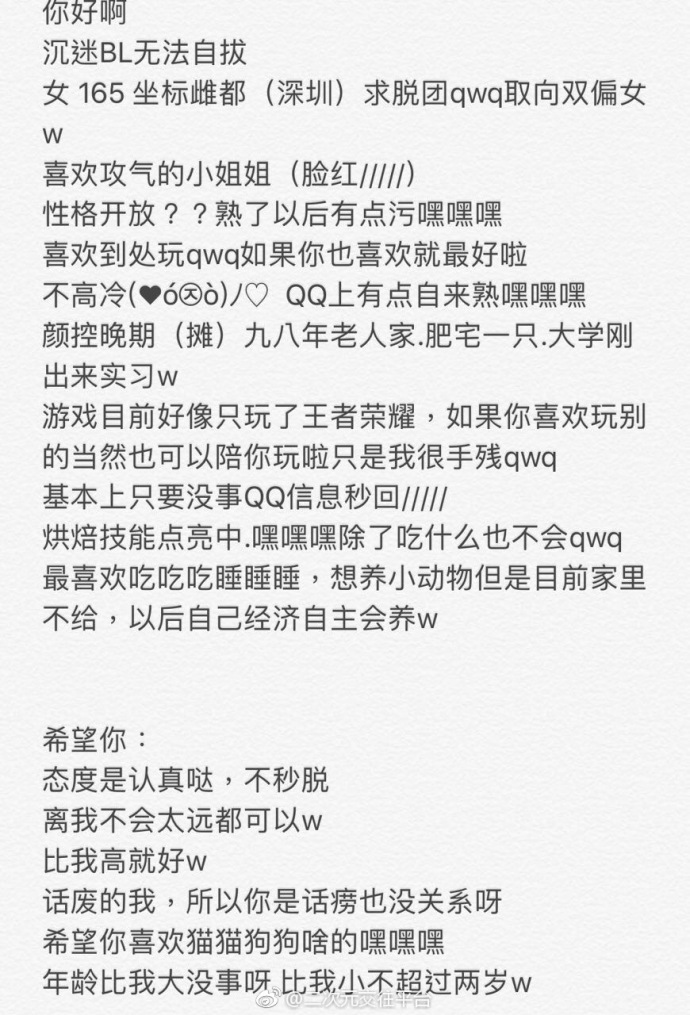 你好啊
沉迷BL无法自拔
女 165 坐标雌都（深圳）求脱团qwq取向双偏女
w
喜欢攻气的小姐姐（脸红/////）
性格开放？？熟了以后有点污嘿嘿嘿
喜欢到处玩qwq如果你也喜欢就最好啦
不高冷(♥ó㉨ò)ﾉ♡ QQ上有点自来熟嘿嘿嘿
颜控晚期（摊）九八年老人家.肥宅一只.大学刚
出来实习w
游戏目前好像只玩了王者荣耀，如果你喜欢玩别
的当然也可以陪你玩啦只是我很手残qwq
基本上只要没事QQ信息秒回/////
烘焙技能点亮中.嘿嘿嘿除了吃什么也不会qwq
最喜欢吃吃吃睡睡睡，想养小动物但是目前家里
不给，以后自己经济自主会养w
希望你：
态度是认真哒，不秒脱
离我不会太远都可以w
比我高就好w
话废的我，所以你是话痨也没关系呀
希望你喜欢猫猫狗狗啥的嘿嘿嘿
年龄比我大没事呀 比我小不超过两岁w
@二次元交往平台